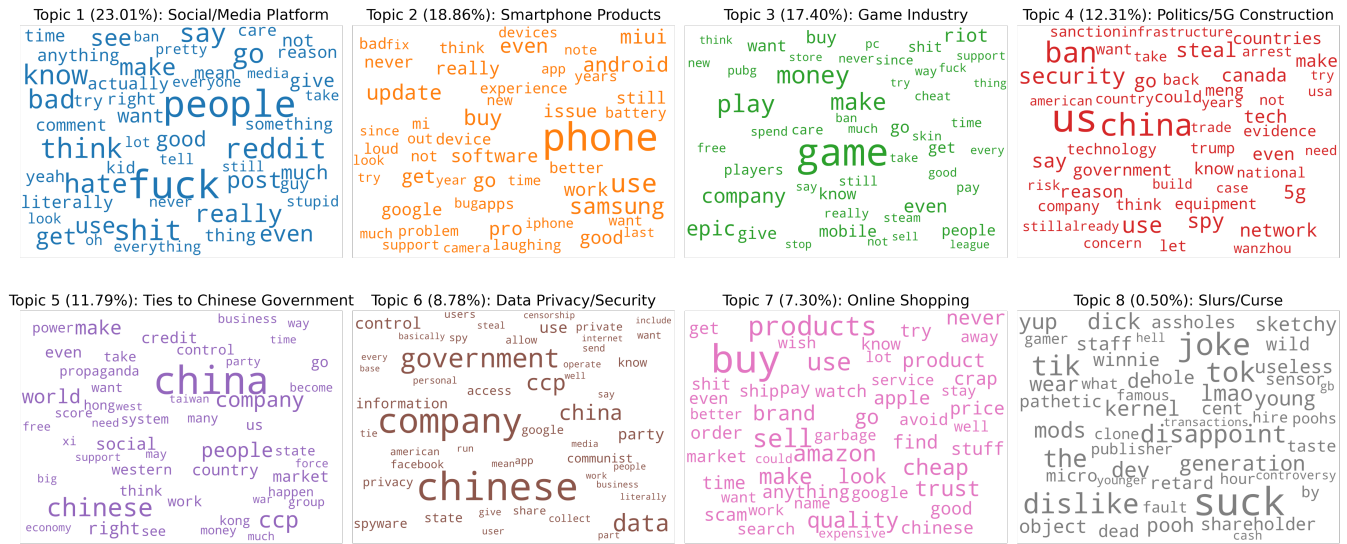 Topic 1 (23.01%): Social/Media Platform
time see ban say care not
anything pretty go reason
know make mean media give
actually everyone
bad try right people take
comment want something
think lot good reddit
kid tell still
yeah hate fuck post much guy
literally never stupid
look use really
get oh shit thing even
everything
Topic 2 (18.86%): Smartphone Products
bad fix devices miui
think even note
never really app android
years
update experience still
new
buy issue battery
since mi phone
loud out device
look not software better
try get year go time work use
google bug apps samsung
iphone want
much problem pro good last
support camera laughing
Topic 3 (17.40%): Game Industry
think want buy pc shit riot
new store never since support
pubg money way fuck
try thing
play make cheat
ban
spend care much go skin time
free game get every
players take
still good
company say know pay
really even
epic give mobile steam people
stop not sell league
Topic 4 (12.31%): Politics/5G Construction
sanction infrastructure countries
ban want take steal arrest make
security go back canada try
meng usa
american country could years not
us china trade tech
evidence
technology trump even need
say government know national
risk reason build case 5g
company think equipment
still already use spy network
concern let wanzhou
Topic 5 (11.79%): Ties to Chinese Government
power make business way
credit time
even take control go
propaganda party
want china become
world hong west taiwan company
score need system many us
free
xi social people state
support may force
big western country market
think happen
chinese work war group
economy right see kong ccp
money much
Topic 6 (8.78%): Data Privacy/Security
control users censorship include
steal use private
basically spy allow internet want
send
every government operate know
base ccp well
personal access say
information company china
tie google party
american run media
facebook mean app communist
privacy chinese work people
business
literally
spyware state give share collect
user part data
Topic 7 (7.30%): Online Shopping
get products try never
wish know away
buy use lot product
shit ship pay watch service crap
even apple stay
better brand go avoid price
order sell garbage find well
market could amazon stuff
time make look cheap
want anything google trust
scam work name good
search quality chinese
expensive
Topic 8 (0.50%): Slurs/Curse
yup dick assholes sketchy
gamer staff hell joke wild
tik winnie tok useless
wear what de hole sensor gb
pathetic famous lmao young
kernel cent hire poohs
mods clone transactions
disappoint taste
the publisher generation
micro dev
younger retard hour controversy
dislike fault suck by
object dead pooh shareholder
cash